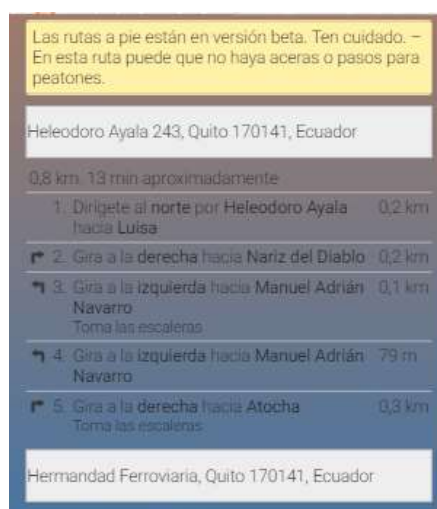 Las rutas a pie están en versión beta. Ten cuidado. –
En esta ruta puede que no haya aceras o pasos para
peatones.
Heleodoro Ayala 243, Quito 170141, Ecuador
0,8 km. 13 min aproximadamente
1. Dirígete al norte por Heleodoro Ayala 0,2 km
hacia Luisa
2. Gira a la derecha hacia Nariz del Diablo 0,2 km
3. Gira a la izquierda hacia Manuel Adrián 0,1 km
Navarro
Toma las escaleras
4. Gira a la izquierda hacia Manuel Adrián 79 m
Navarro
5. Gira a la derecha hacia Atocha 0,3 km
Toma las escaleras
Hermandad Ferroviaria, Quito 170141, Ecuador